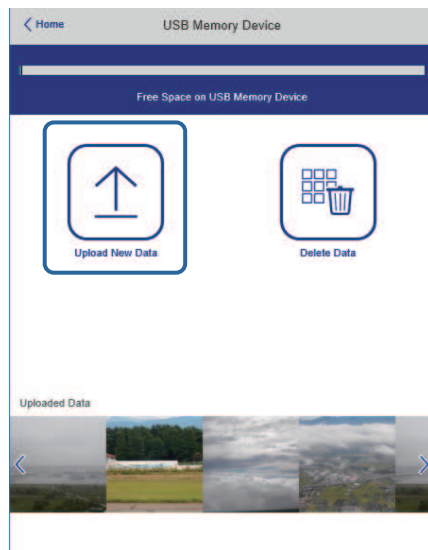 Home
USB Memory Device
Free Space on USB Memory Device
Upload New Data
Delete Data
Uploaded Data